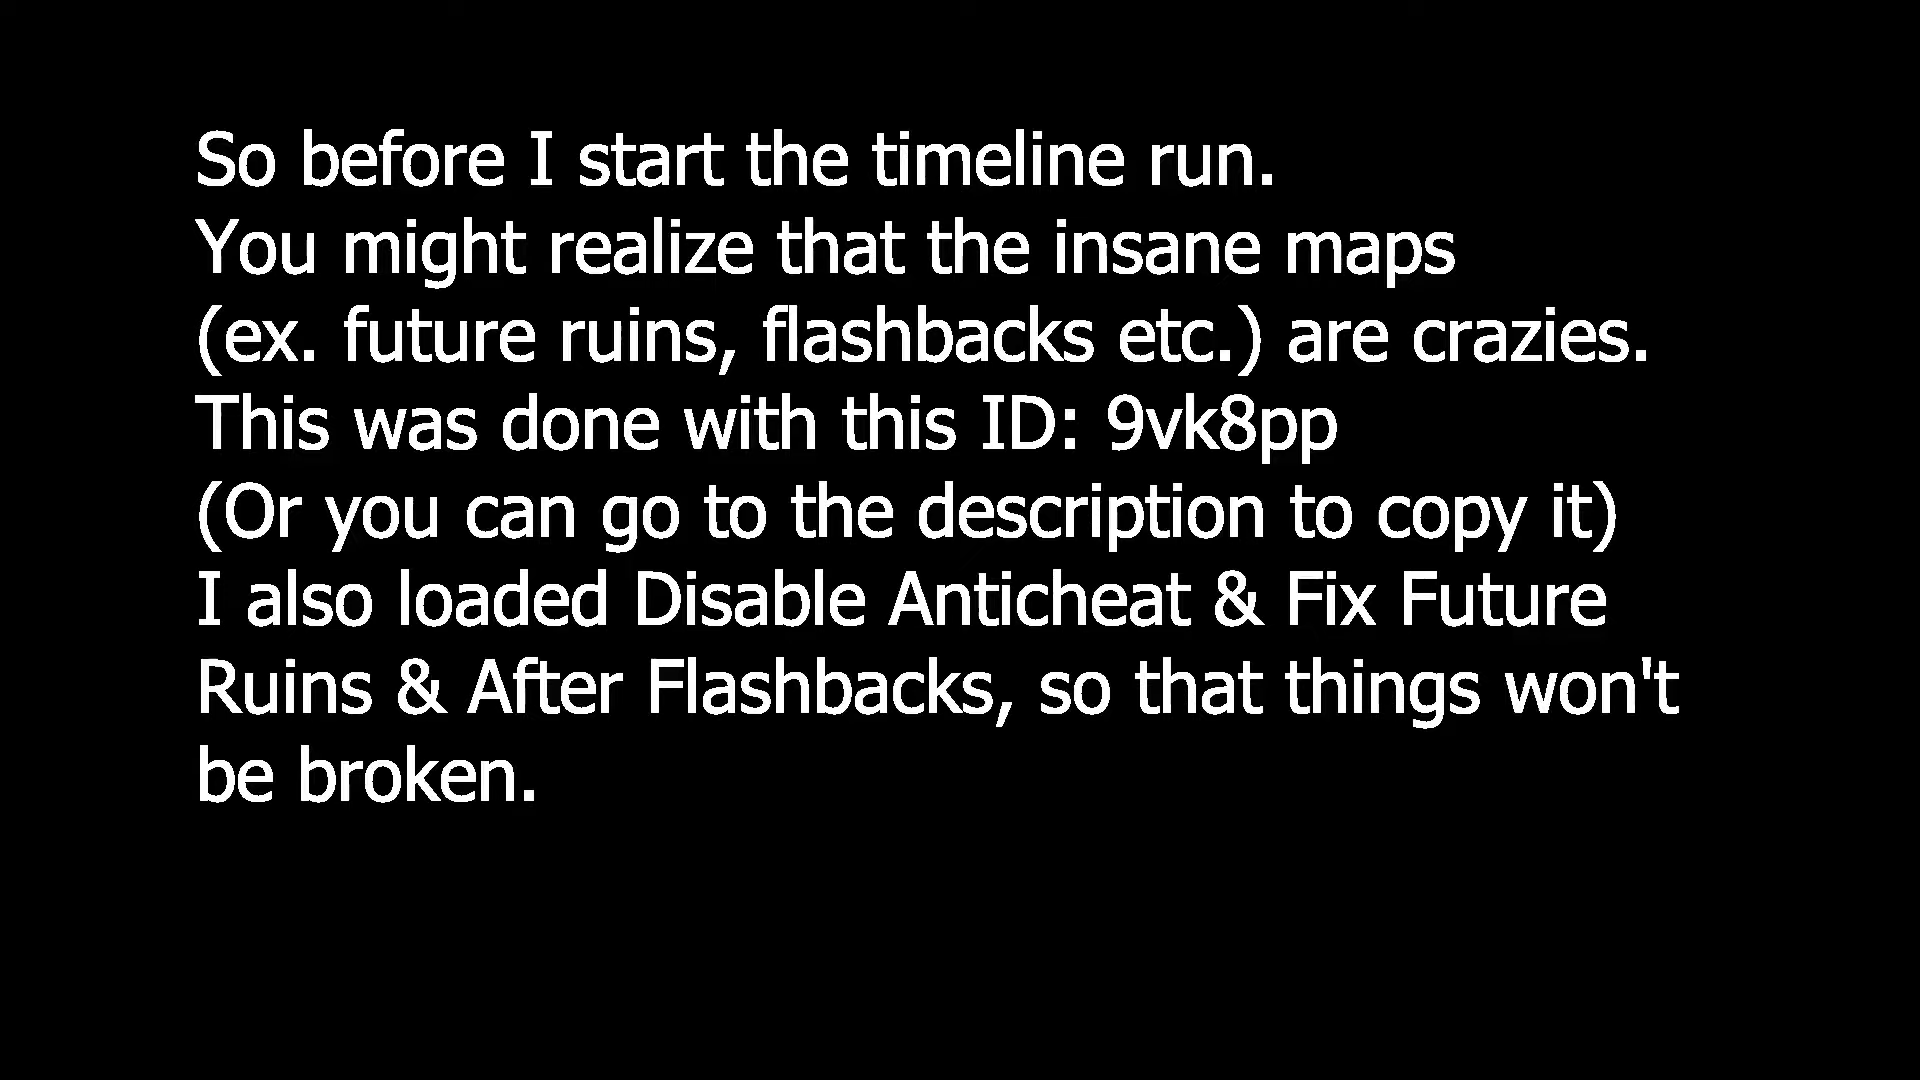 So before I start the timeline run.
You might realize that the insane maps
(ex. future ruins, flashbacks etc.) are crazies.
This was done with this ID: 9vk8pp
(Or you can go to the description to copy it)
I also loaded Disable Anticheat & Fix Future
Ruins & After Flashbacks, so that things won't
be broken.